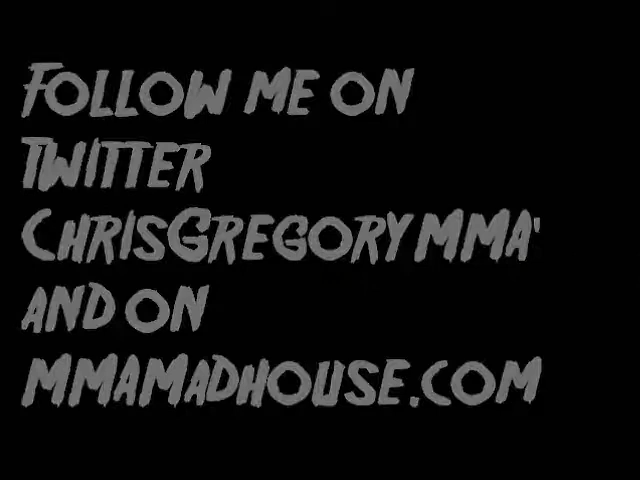 Follow me on
Twitter
ChrisGregoryMMA'
and on
MMAMadhouse.com